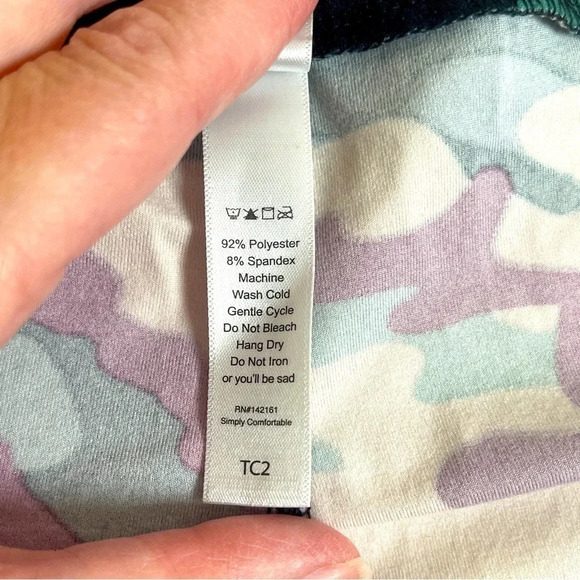 92% Polyester
8% Spandex
Machine
Wash Cold
Gentle Cycle
Do Not Bleach
Hang Dry
Do Not Iron
or you'll be sad
RN#142161
Simply Comfortable
TC2